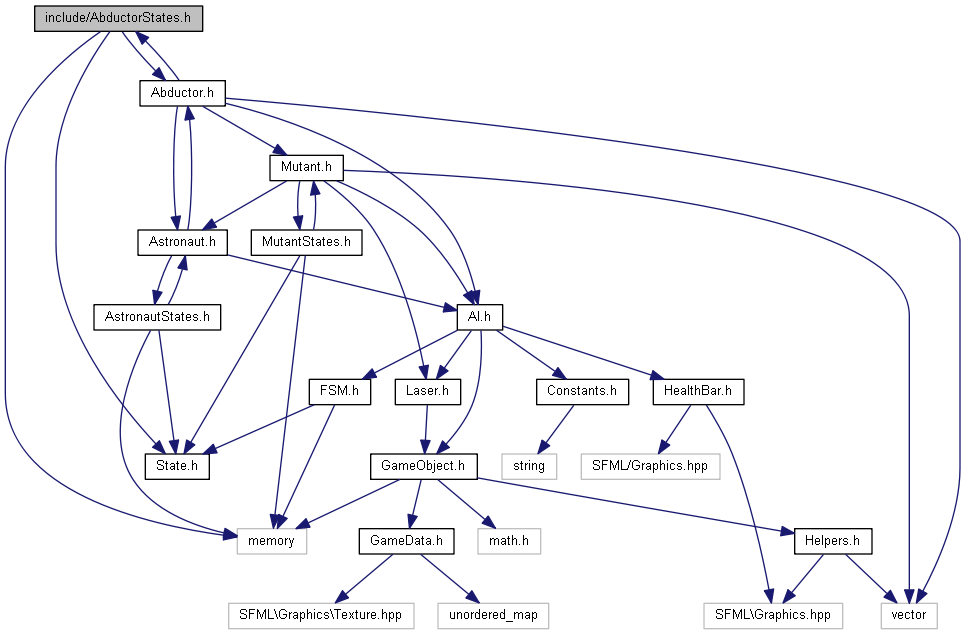 include/AbductorStates.h
Abductor.h
Mutant.h
Astronaut.h
MutantStates.h
AstronautStates.h
AI.h
FSM.h
Laser.h
Constants.h
HealthBar.h
State.h
GameObject.h
string
SFML/Graphics.hpp
memory
GameData.h
math.h
Helpers.h
SFML\Graphics\Texture.hpp
unordered_map
SFML\Graphics.hpp
vector